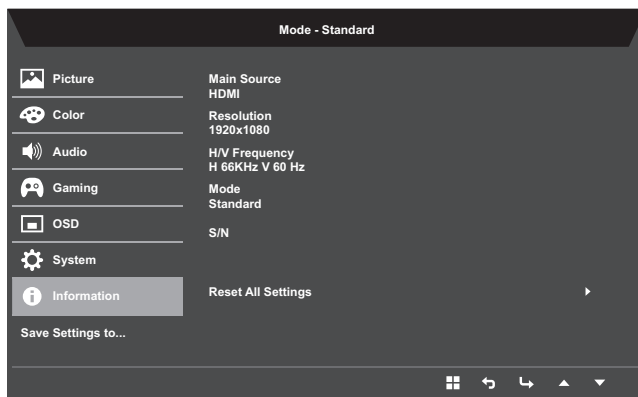 Mode - Standard
Picture
Color
Audio
Gaming
OSD
System
Information
Save Settings to...
Main Source
HDMI
Resolution
1920x1080
H/V Frequency
H 66KHz V 60 Hz
Mode
Standard
S/N
Reset All Settings